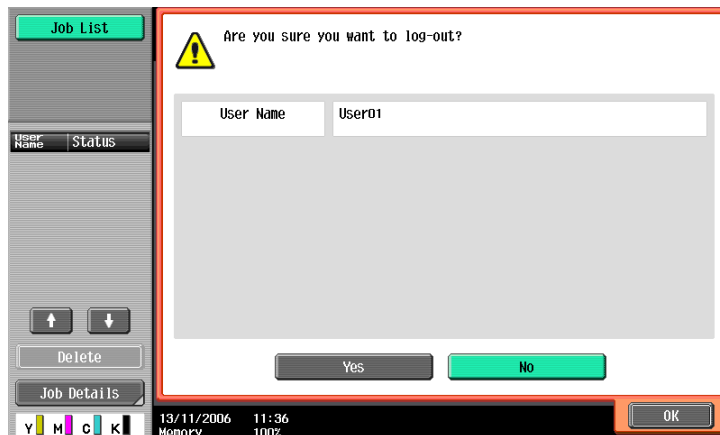 Job List
User Name Status
Delete
Job Details
Y M C K
Are you sure you want to log-out?
User Name User01
Yes No
13/11/2006 11:36
Memory 100%
OK